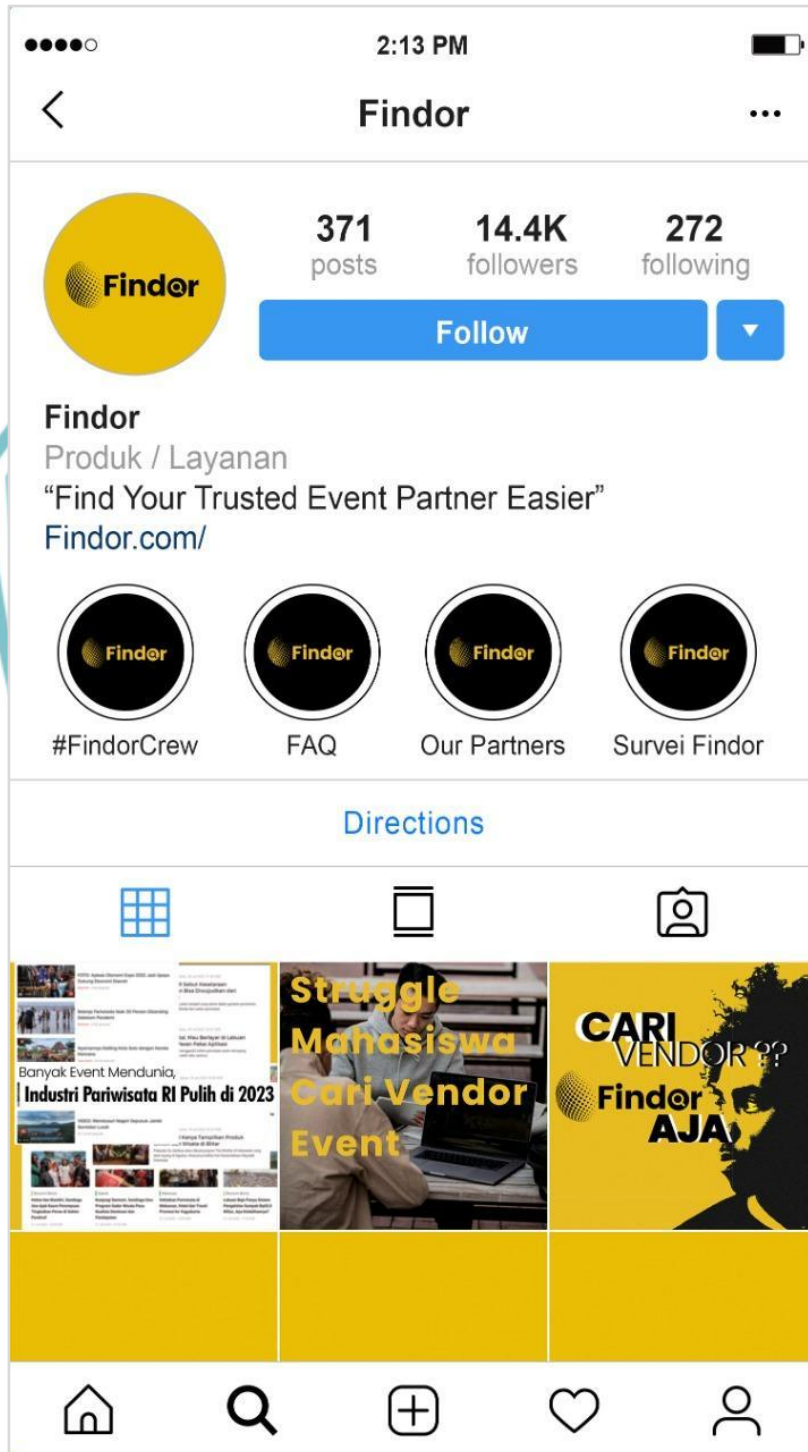 2:13 PM
Findor
371
14.4K
272
posts
followers
following
Findor
Follow
Findor
Produk / Layanan
“Find Your Trusted Event Partner Easier”
Findor.com/
Findor
Findor
Findor
Findor
#FindorCrew
FAQ
Our Partners
Survei Findor
Directions
Banyak Event Mendunia,
Industri Pariwisata RI Pulih di 2023
Struggle
Mahasiswa
Cari Vendor
Event
CARI
VENDOR ??
Findor
AJA